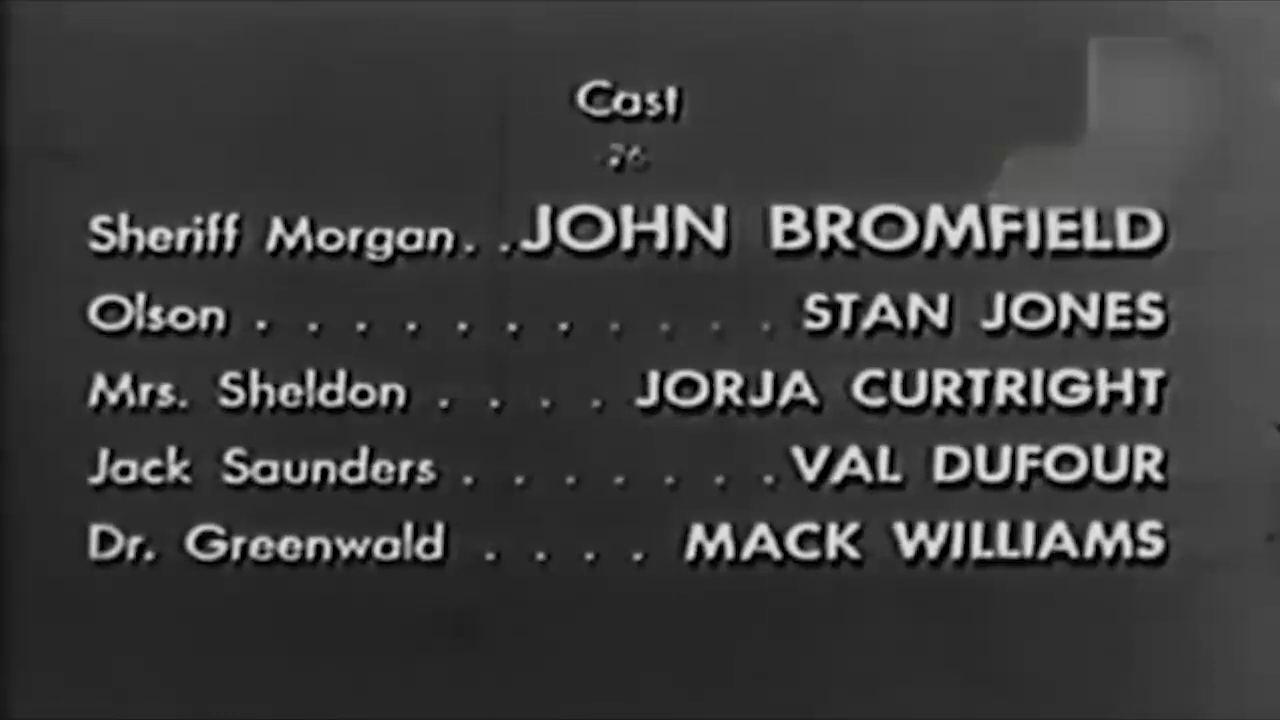 Cast
Sheriff Morgan. . JOHN BROMFIELD
Olson . . . . . . . . . . . STAN JONES
Mrs. Sheldon . . . . JORJA CURTRIGHT
Jack Saunders . . . . . . . VAL DUFOUR
Dr. Greenwald . . . . MACK WILLIAMS